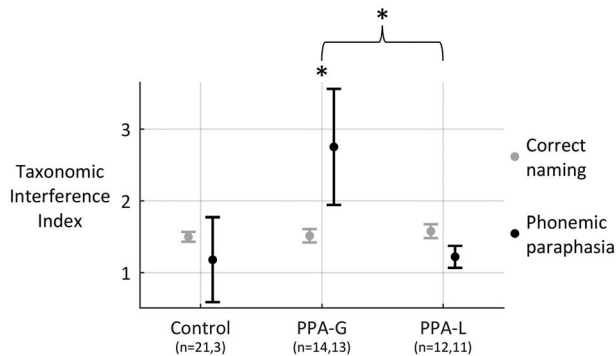 *
*
3
2
1
Taxonomic
Interference
Index
Correct
naming
Phonemic
paraphasia
Control
PPA-G
PPA-L
(n=21,3)
(n=14,13)
(n=12,11)